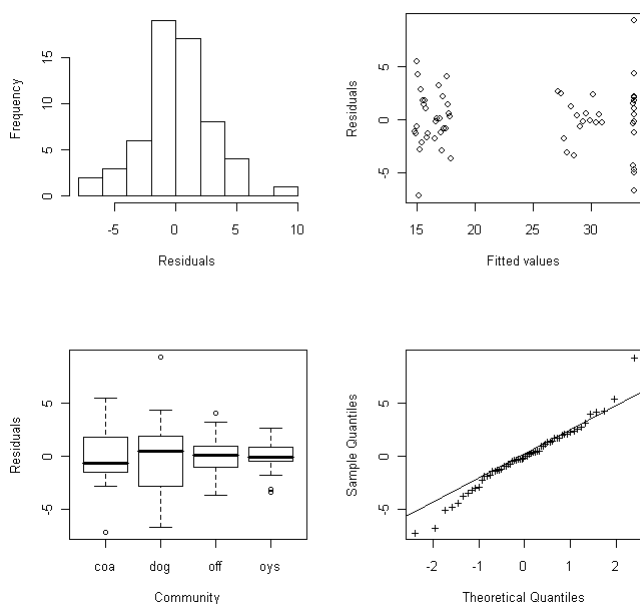 Frequency
0
5
10
15
-5
0
5
10
Residuals
Residuals
-5
0
5
15
20
25
30
Fitted values
Residuals
-5
0
5
coa
dog
off
oys
Community
Sample Quantiles
-5
0
5
-2
-1
0
1
2
Theoretical Quantiles